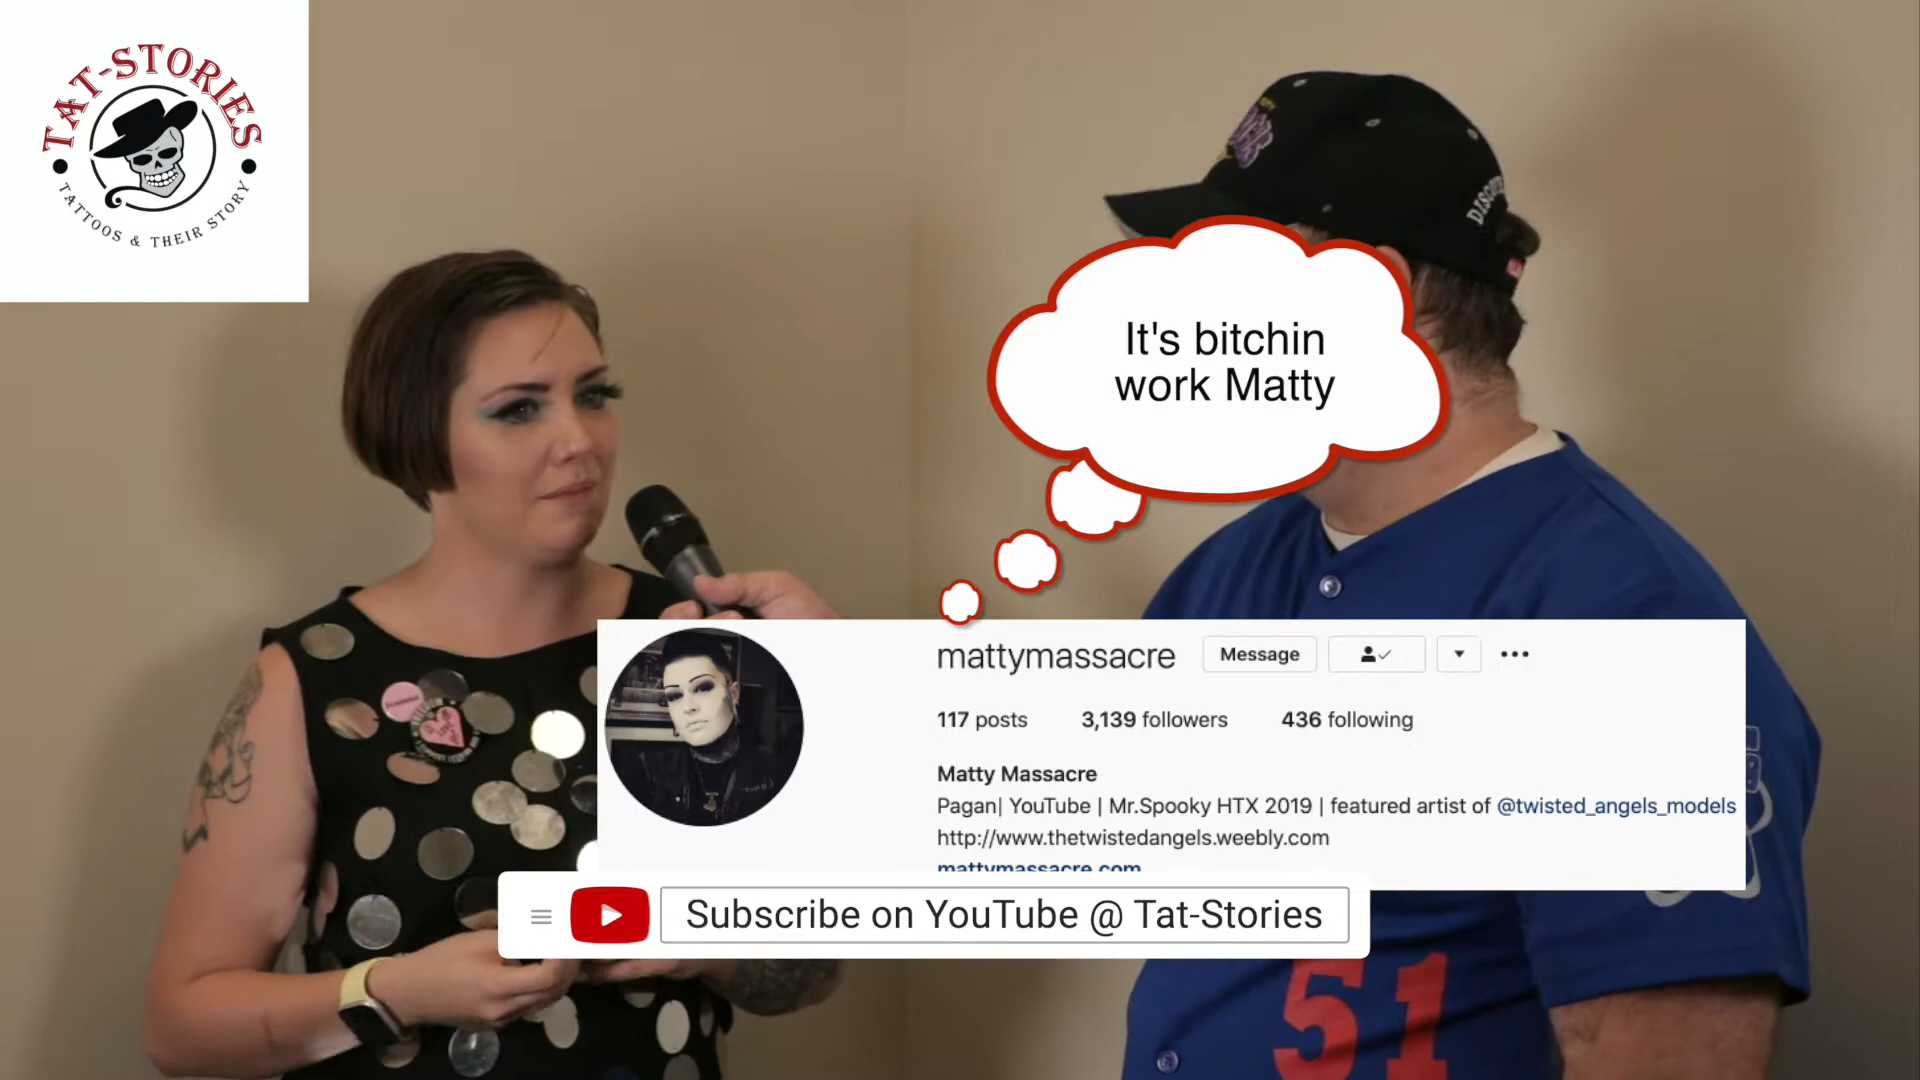 TAT-STORIES
TATTOOS & THEIR STORY
It's bitchin
work Matty
mattymassacre
Message
117 posts
3,139 followers
436 following
Matty Massacre
Pagan| YouTube | Mr.Spooky HTX 2019 | featured artist of @twisted_angels_models
http://www.thetwistedangels.weebly.com
mattymassacre.com
Subscribe on YouTube @ Tat-Stories
51